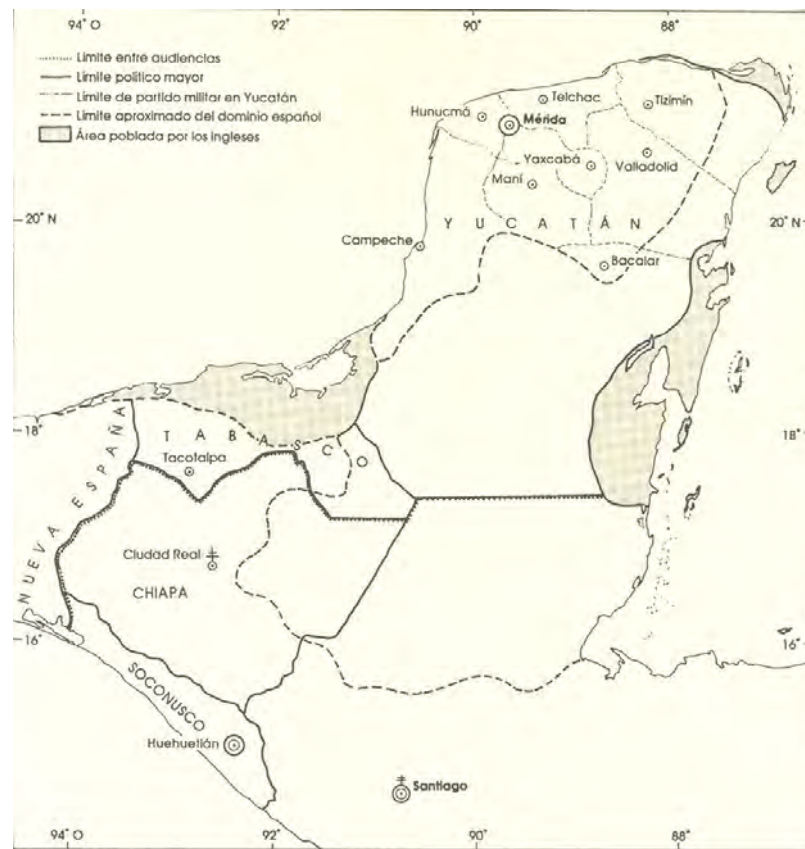 94° O
92°
90°
88°
Límite entre audiencias
Límite político mayor
Límite de partido militar en Yucatán
Límite aproximado del dominio español
Área poblada por los ingleses
Telchac
Tizimín
Hunucmá
Mérida
Yaxcabá
Valladolid
Maní
20° N
YUCATÁN
20° N
Campeche
Bacalar
18°
TABASCO
18°
Tacotalpa
NUEVA ESPAÑA
Ciudad Real
CHIAPA
16°
16°
SOCONUSCO
Huehuetlán
Santiago
94° O
92°
90°
88°